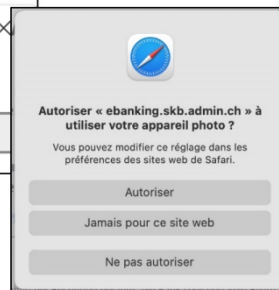 Autoriser « ebanking.skb.admin.ch » à
utiliser votre appareil photo ?
Vous pouvez modifier ce réglage dans les
préférences des sites web de Safari.
Autoriser
Jamais pour ce site web
Ne pas autoriser